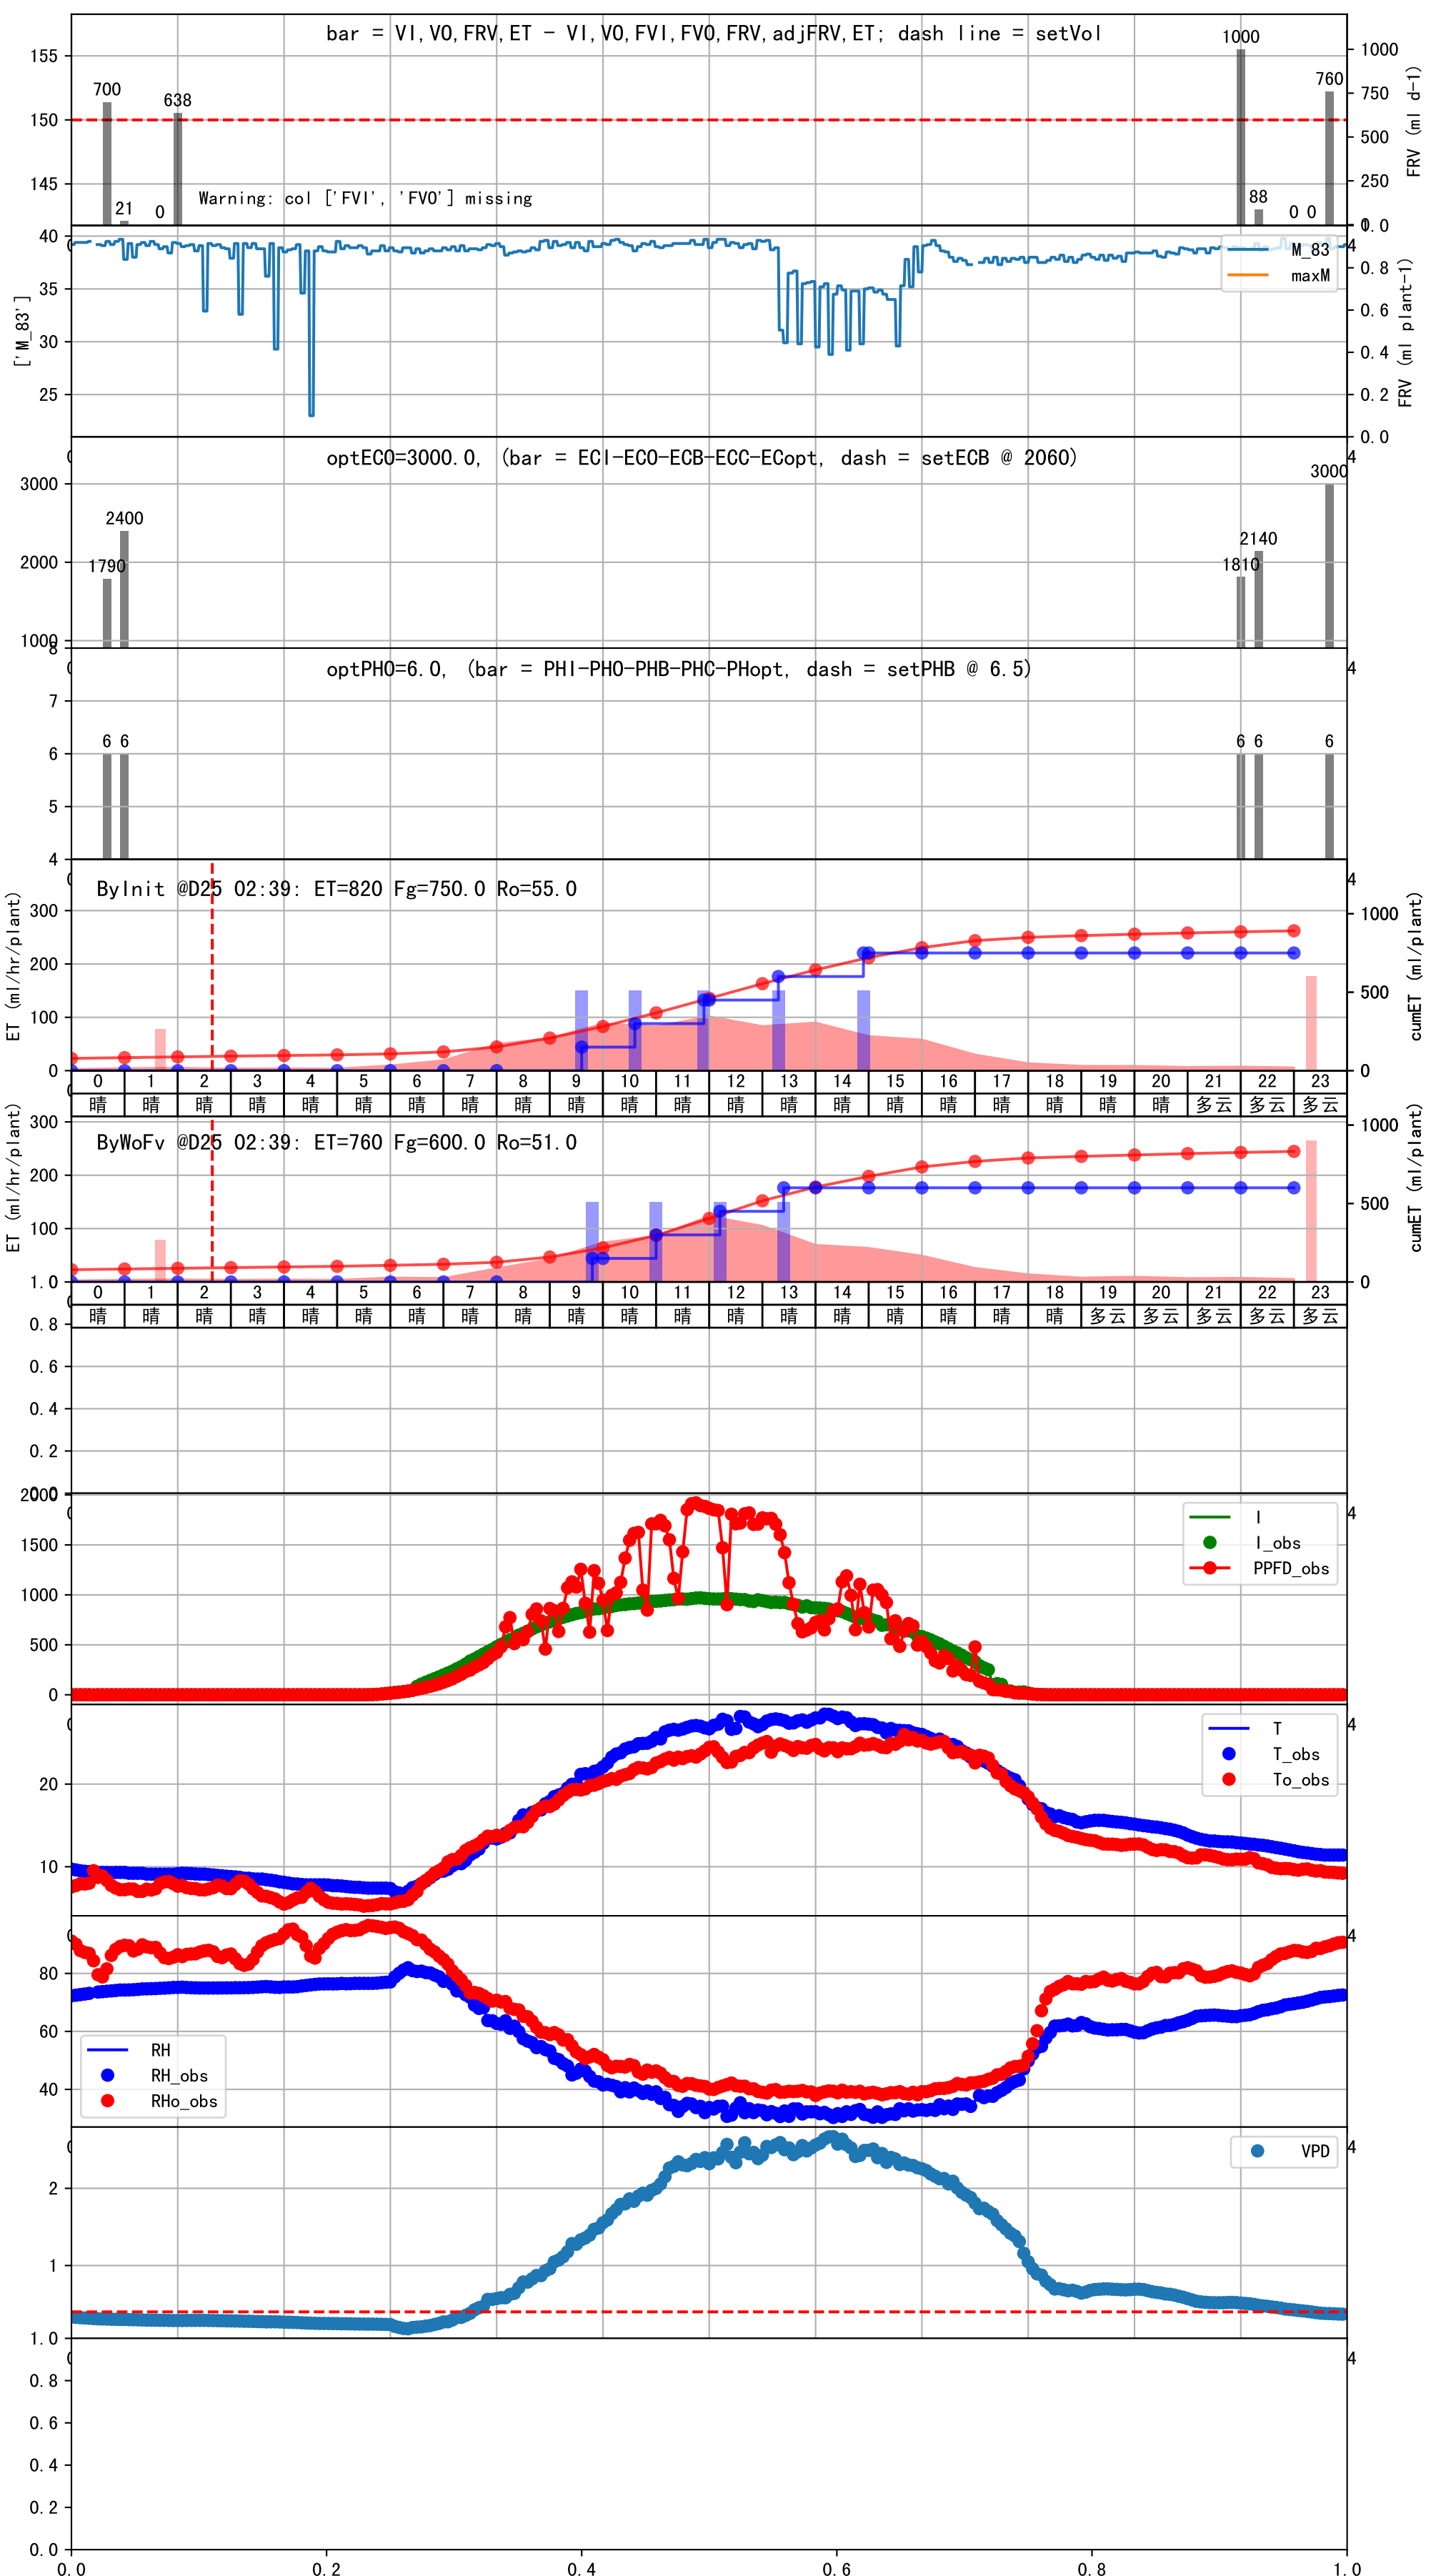 bar = VI,VO,FRV,ET - VI,VO,FVI,FVO,FRV,adjFRV,ET; dash line = setVol
155
150
145
700
21
0
638
1000
88
0 0
760
Warning: col ['FVI', 'FVO'] missing
1000
750
500
250
FRV (ml d-1)
40
35
30
25
['M_83']
M_83
maxM
0.8
0.6
0.4
0.2
0.0
FRV (ml plant-1)
optECO=3000.0, (bar = ECI-ECO-ECB-ECC-ECopt, dash = setECB @ 2060)
3000
2000
1000
1790
2400
1810
2140
3000
optPHO=6.0, (bar = PHI-PHO-PHB-PHC-PHopt, dash = setPHB @ 6.5)
8
7
6
5
4
6 6
6 6
6
ByInit @D25 02:39: ET=820 Fg=750.0 Ro=55.0
300
200
100
0
ET (ml/hr/plant)
1000
500
0
cumET (ml/plant)
0 1 2 3 4 5 6 7 8 9 10 11 12 13 14 15 16 17 18 19 20 21 22 23
晴 晴 晴 晴 晴 晴 晴 晴 晴 晴 晴 晴 晴 晴 晴 晴 晴 晴 晴 晴 晴 多云 多云 多云
ByWoFv @D25 02:39: ET=760 Fg=600.0 Ro=51.0
300
200
100
ET (ml/hr/plant)
1000
500
0
cumET (ml/plant)
0 1 2 3 4 5 6 7 8 9 10 11 12 13 14 15 16 17 18 19 20 21 22 23
晴 晴 晴 晴 晴 晴 晴 晴 晴 晴 晴 晴 晴 晴 晴 晴 晴 晴 晴 多云 多云 多云 多云 多云
1.0
0.8
0.6
0.4
0.2
2000
1500
1000
500
0
I
I_obs
PPFD_obs
20
10
T
T_obs
To_obs
80
60
40
RH
RH_obs
RHo_obs
2
1
VPD
1.0
0.8
0.6
0.4
0.2
0.0
0.0 0.2 0.4 0.6 0.8 1.0